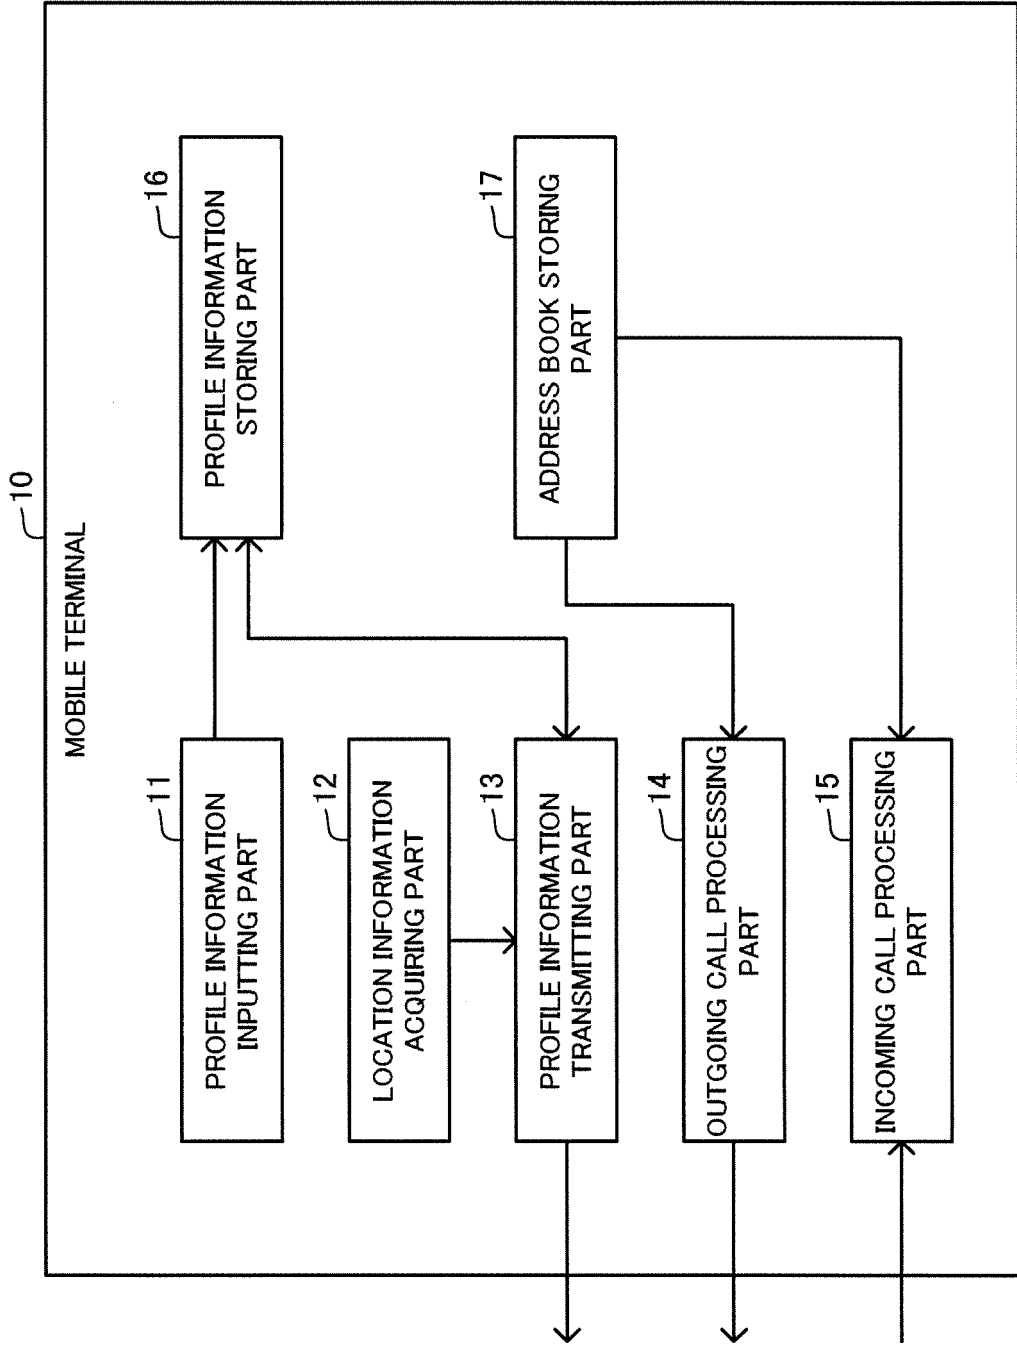 10
MOBILE TERMINAL
11
PROFILE INFORMATION
INPUTTING PART
16
PROFILE INFORMATION
STORING PART
12
LOCATION INFORMATION
ACQUIRING PART
13
PROFILE INFORMATION
TRANSMITTING PART
17
ADDRESS BOOK STORING
PART
14
OUTGOING CALL PROCESSING
PART
15
INCOMING CALL PROCESSING
PART